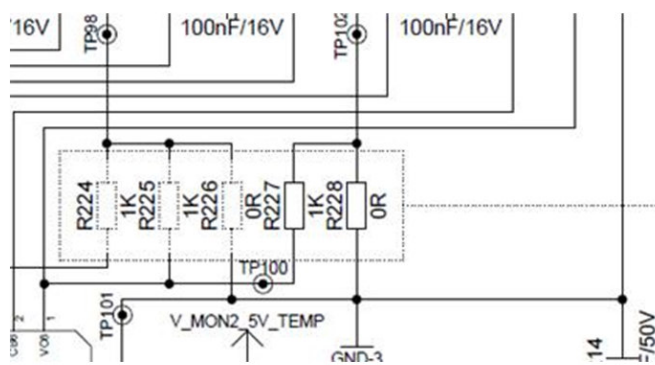 /16V
TP98
100nF/16V
TP102
100nF/16V
R224
1K
R225
1K
R226
0R
R227
1K
R228
0R
TP100
TP101
V_MON2_5V_TEMP
GND-3
2
1
VC6
14
F/50V